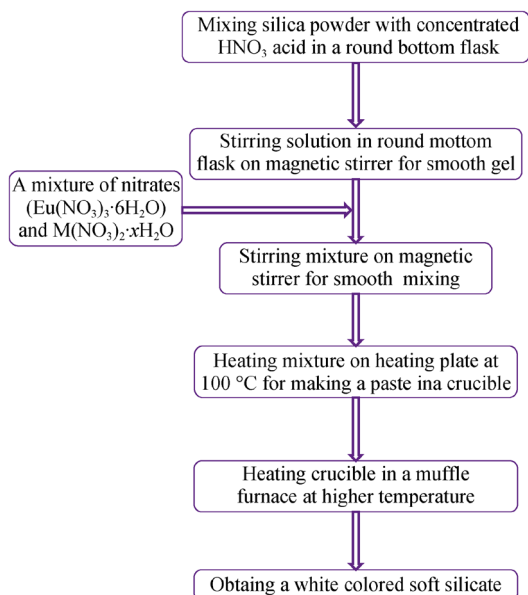 Mixing silica powder with concentrated
HNO₃ acid in a round bottom flask
Stirring solution in round mottom
flask on magnetic stirrer for smooth gel
A mixture of nitrates
(Eu(NO₃)₃·6H₂O)
and M(NO₃)₂·xH₂O
Stirring mixture on magnetic
stirrer for smooth mixing
Heating mixture on heating plate at
100 °C for making a paste ina crucible
Heating crucible in a muffle
furnace at higher temperature
Obtaing a white colored soft silicate